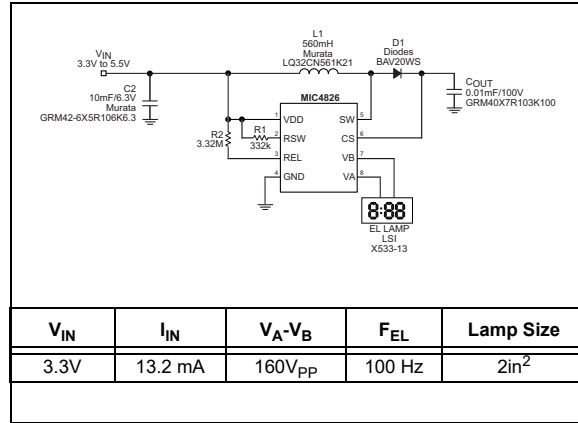 L1
560mH
Murata
LQ32CN561K21
D1
Diodes
BAV20WS
VIN
3.3V to 5.5V
C2
10mF/6.3V
Murata
GRM42-6X5R106K6.3
COUT
0.01mF/100V
GRM40X7R103K100
MIC4826
1 VDD SW 5
R1
332k
2 RSW CS 6
R2
3.32M
3 REL VB 7
4 GND VA 8
8:88
EL LAMP
LSI
X533-13
VIN IIN VA-VB FEL Lamp Size
3.3V 13.2 mA 160VPP 100 Hz 2in2